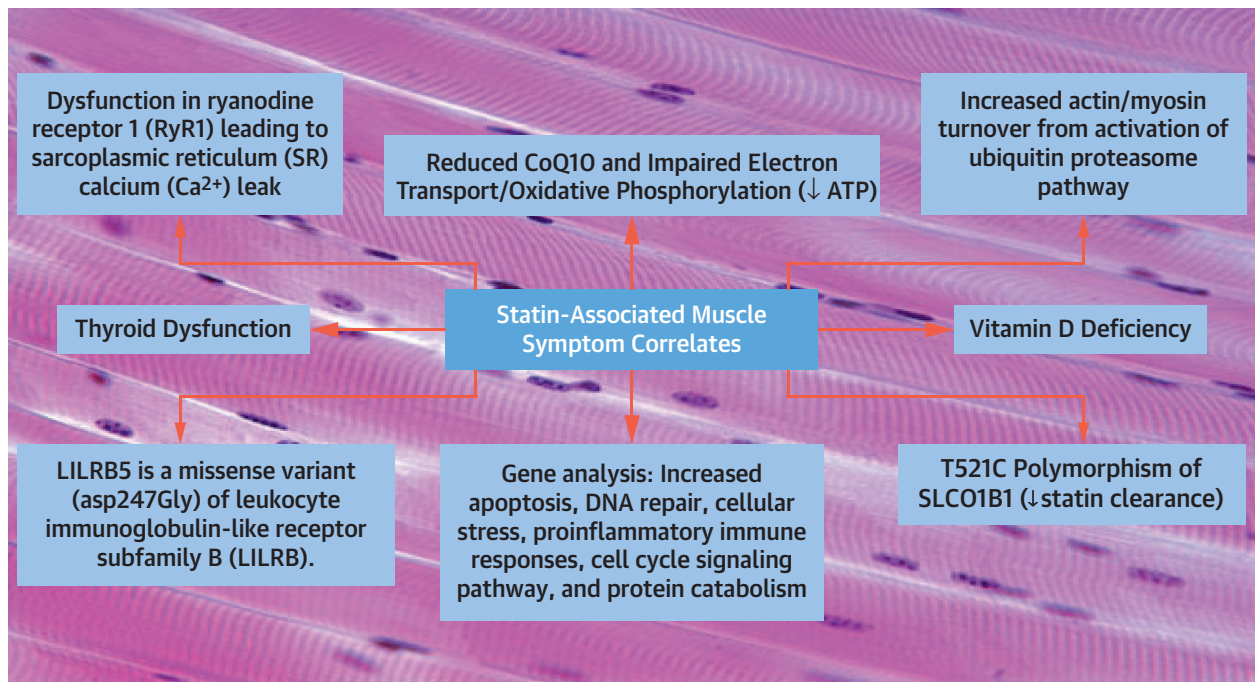 Dysfunction in ryanodine
receptor 1 (RyR1) leading to
sarcoplasmic reticulum (SR)
calcium (Ca²⁺) leak
Reduced CoQ10 and Impaired Electron
Transport/Oxidative Phosphorylation (↓ ATP)
Increased actin/myosin
turnover from activation of
ubiquitin proteasome
pathway
Thyroid Dysfunction
Statin-Associated Muscle
Symptom Correlates
Vitamin D Deficiency
LILRB5 is a missense variant
(asp247Gly) of leukocyte
immunoglobulin-like receptor
subfamily B (LILRB).
Gene analysis: Increased
apoptosis, DNA repair, cellular
stress, proinflammatory immune
responses, cell cycle signaling
pathway, and protein catabolism
T521C Polymorphism of
SLCO1B1 (↓statin clearance)